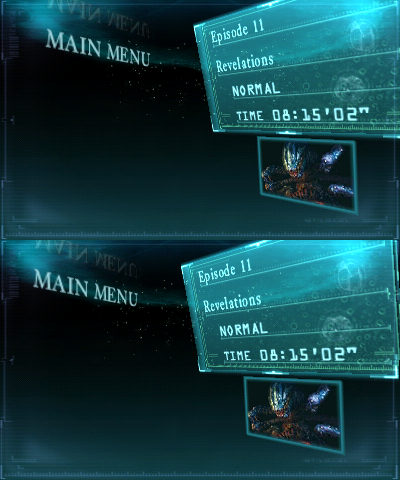 MAIN MENU
Episode 11
Revelations
NORMAL
TIME 08:15'02"
MAIN MENU
Episode 11
Revelations
NORMAL
TIME 08:15'02"